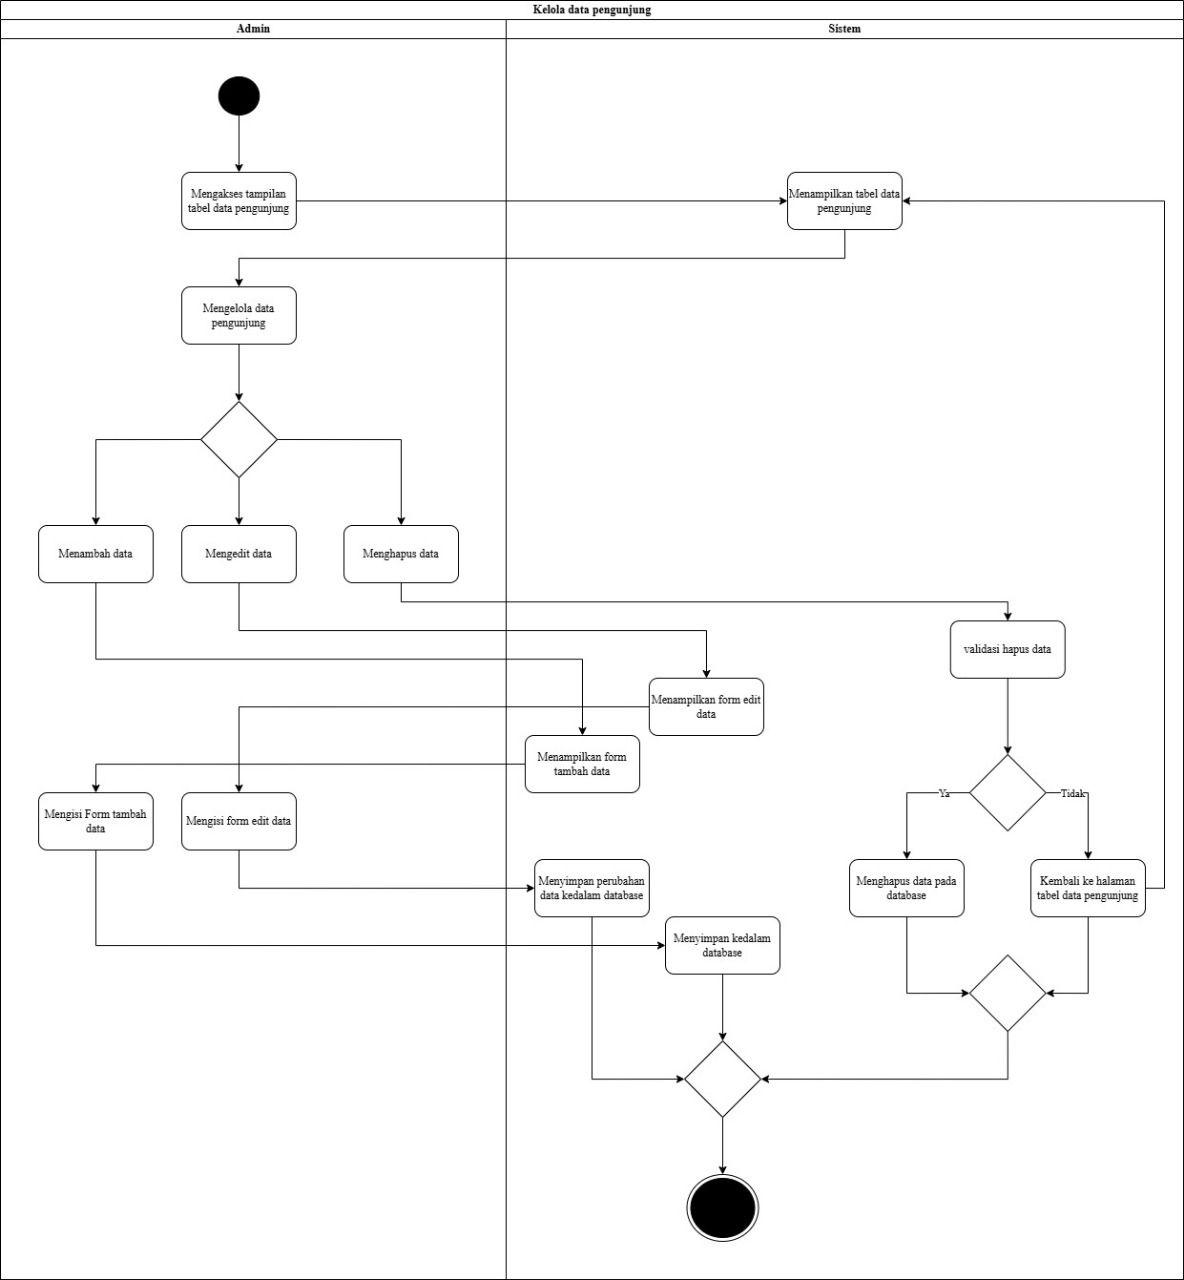 Kelola data pengunjung
Admin
Sistem
Mengakses tampilan
tabel data pengunjung
Menampilkan tabel data
pengunjung
Mengelola data
pengunjung
Menambah data
Mengedit data
Menghapus data
validasi hapus data
Menampilkan form edit
data
Menampilkan form
tambah data
Ya
Tidak
Mengisi Form tambah
data
Mengisi form edit data
Menyimpan perubahan
data kedalam database
Menghapus data pada
database
Kembali ke halaman
tabel data pengunjung
Menyimpan kedalam
database